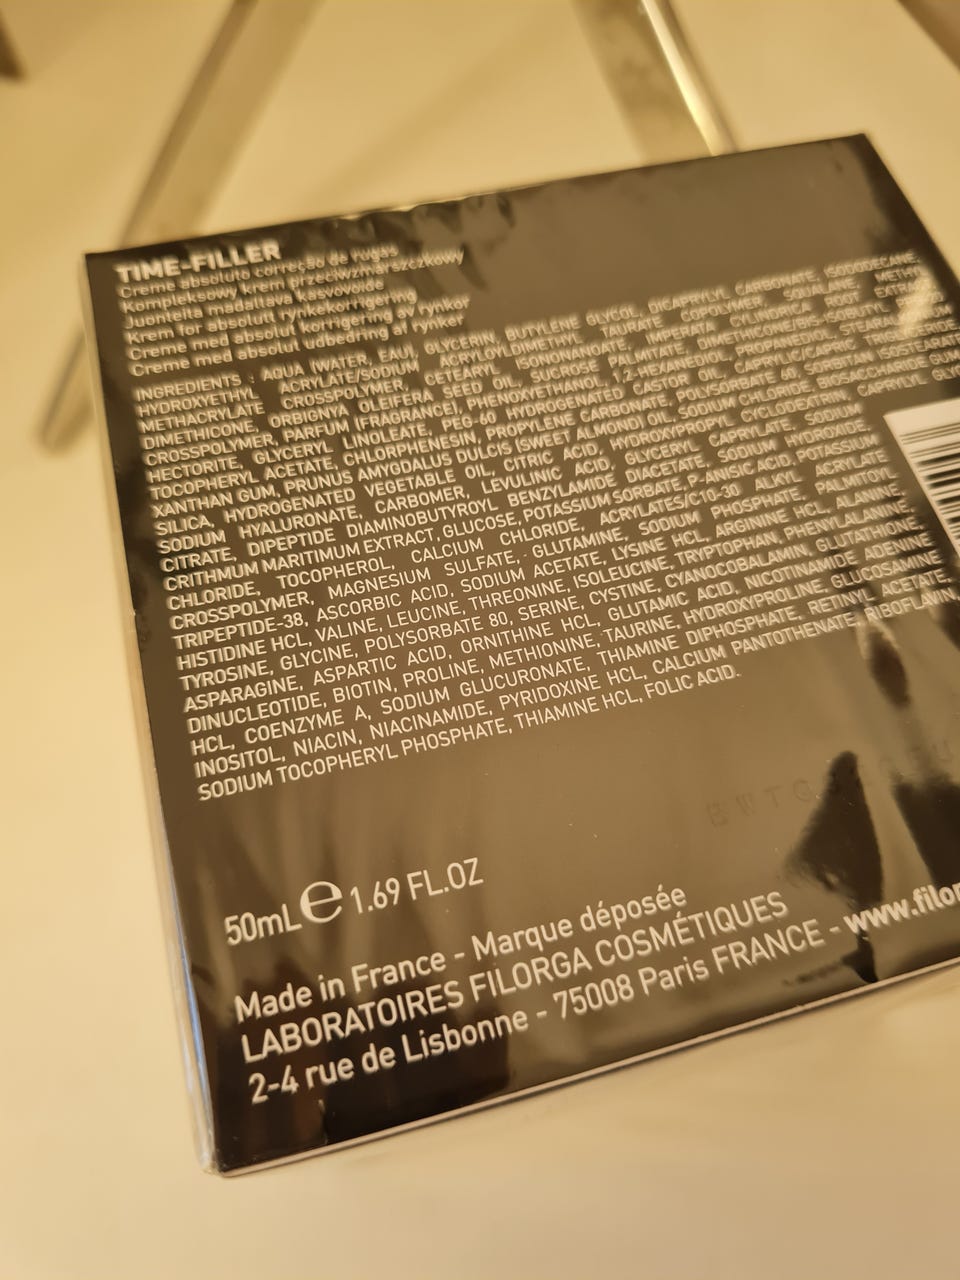 TIME-FILLER
Creme absoluto correção de rugas
Kompleksowy krem przeciwzmarszczkowy
Juonteita madaltava kasvovoide
Krem for absolutt rynkekorrigering
Creme med absolut korrigering av rynkor
Creme med absolut udbedring af rynker
INGREDIENTS : AQUA (WATER, EAU), GLYCERIN, BUTYLENE GLYCOL, DICAPRYLYL CARBONATE, ISODODECANE,
HYDROXYETHYL ACRYLATE/SODIUM ACRYLOYLDIMETHYL TAURATE COPOLYMER, SQUALANE, METHYL
METHACRYLATE CROSSPOLYMER, CETEARYL ISONONANOATE, IMPERATA CYLINDRICA ROOT EXTRACT,
DIMETHICONE, ORBIGNYA OLEIFERA SEED OIL, SUCROSE PALMITATE, DIMETHICONE/BIS-ISOBUTYL
CROSSPOLYMER, PARFUM (FRAGRANCE), PHENOXYETHANOL, 1,2-HEXANEDIOL, PROPANEDIOL,
HECTORITE, GLYCERYL LINOLEATE, PEG-60 HYDROGENATED CASTOR OIL, CAPRYLIC/CAPRIC
TOCOPHERYL ACETATE, CHLORPHENESIN, PROPYLENE CARBONATE, POLYSORBATE 60, SORBITAN ISOSTEARATE,
XANTHAN GUM, PRUNUS AMYGDALUS DULCIS (SWEET ALMOND) OIL, SODIUM CHLORIDE, BIOSACCHARIDE GUM
SILICA, HYDROGENATED VEGETABLE OIL, CITRIC ACID, HYDROXYPROPYL CYCLODEXTRIN, CAPRYLYL
SODIUM HYALURONATE, CARBOMER, LEVULINIC ACID, GLYCERYL CAPRYLATE, SODIUM
CITRATE, DIPEPTIDE DIAMINOBUTYROYL BENZYLAMIDE DIACETATE, SODIUM HYDROXIDE,
CRITHMUM MARITIMUM EXTRACT, GLUCOSE, POTASSIUM SORBATE, P-ANISIC ACID, POTASSIUM
CHLORIDE, TOCOPHEROL, CALCIUM CHLORIDE, ACRYLATES/C10-30 ALKYL ACRYLATE
CROSSPOLYMER, MAGNESIUM SULFATE, GLUTAMINE, SODIUM PHOSPHATE, PALMITOYL
TRIPEPTIDE-38, ASCORBIC ACID, SODIUM ACETATE, LYSINE HCL, ARGININE HCL, ALANINE,
HISTIDINE HCL, VALINE, LEUCINE, THREONINE, ISOLEUCINE, TRYPTOPHAN, PHENYLALANINE,
TYROSINE, GLYCINE, POLYSORBATE 80, SERINE, CYSTINE, CYANOCOBALAMIN, GLUTATHIONE,
ASPARAGINE, ASPARTIC ACID, ORNITHINE HCL, GLUTAMIC ACID, NICOTINAMIDE ADENINE
DINUCLEOTIDE, BIOTIN, PROLINE, METHIONINE, TAURINE, HYDROXYPROLINE, GLUCOSAMINE
HCL, COENZYME A, SODIUM GLUCURONATE, THIAMINE DIPHOSPHATE, RETINYL ACETATE,
INOSITOL, NIACIN, NIACINAMIDE, PYRIDOXINE HCL, CALCIUM PANTOTHENATE, RIBOFLAVIN,
SODIUM TOCOPHERYL PHOSPHATE, THIAMINE HCL, FOLIC ACID.
50mL e 1.69 FL.OZ
Made in France - Marque déposée
LABORATOIRES FILORGA COSMÉTIQUES
2-4 rue de Lisbonne - 75008 Paris FRANCE - www.filor